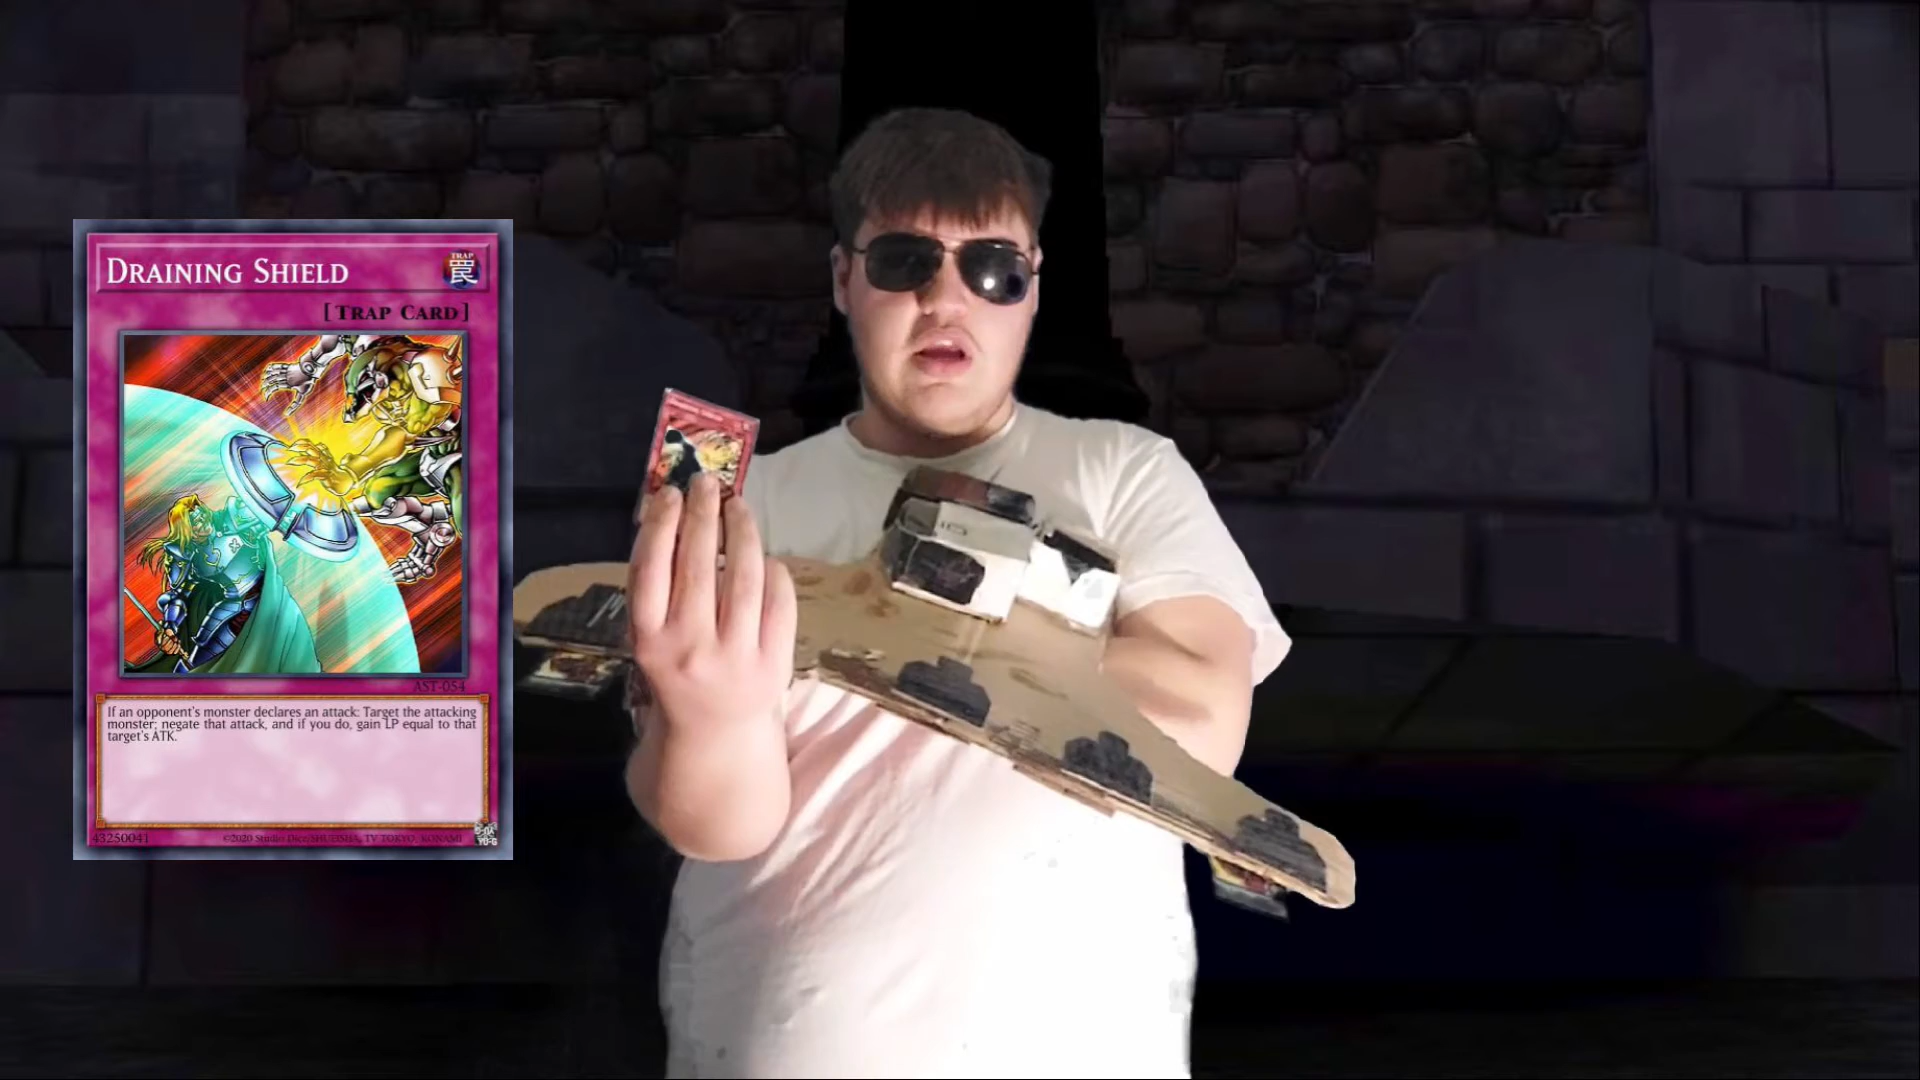 DRAINING SHIELD
TRAP
罠
[TRAP CARD]
AST-054
If an opponent's monster declares an attack: Target the attacking
monster; negate that attack, and if you do, gain LP equal to that
target's ATK.
43250041
©2020 Studio Dice/SHUEISHA, TV TOKYO, KONAMI